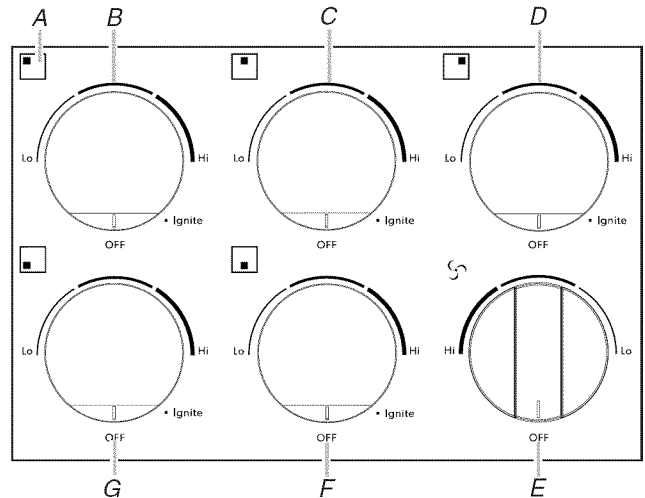 A B C D
Lo Hi Lo Hi Lo Hi
• Ignite • Ignite • Ignite
OFF OFF OFF
Lo Hi Lo Hi Hi Lo
• Ignite • Ignite
OFF OFF OFF
G F E